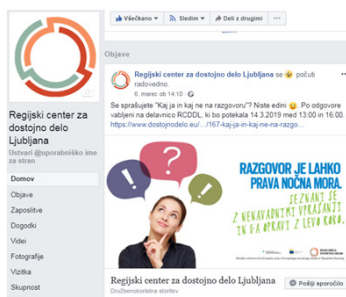 Všečkano
Sledim
Deli z drugimi
Objave
Regijski center za dostojno delo Ljubljana se počuti
radovedno.
6. marec ob 14:10
Se sprašujete "Kaj ja in kaj ne na razgovoru"? Niste edini. Po odgovore
vabljeni na delavnico RCDDL, ki bo potekala 14.3.2019 med 13.00 in 16.00.
https://www.dostojnodelo.eu/.../167-kaj-ja-in-kaj-ne-na-razgo...
Regijski center za
dostojno delo
Ljubljana
Ustvari @uporabniško ime
za stran
Domov
Objave
Zaposlitve
Dogodki
Videi
Fotografije
Vizitka
Skupnost
RAZGOVOR JE LAHKO
PRAVA NOČNA MORA.
SEZNANI SE
Z NENAVADNIMI VPRAŠANJI
IN PA OPRAVI Z LEVO ROKO.
Regijski center za dostojno delo Ljubljana
Družbenokoristna storitev
Pošlji sporočilo